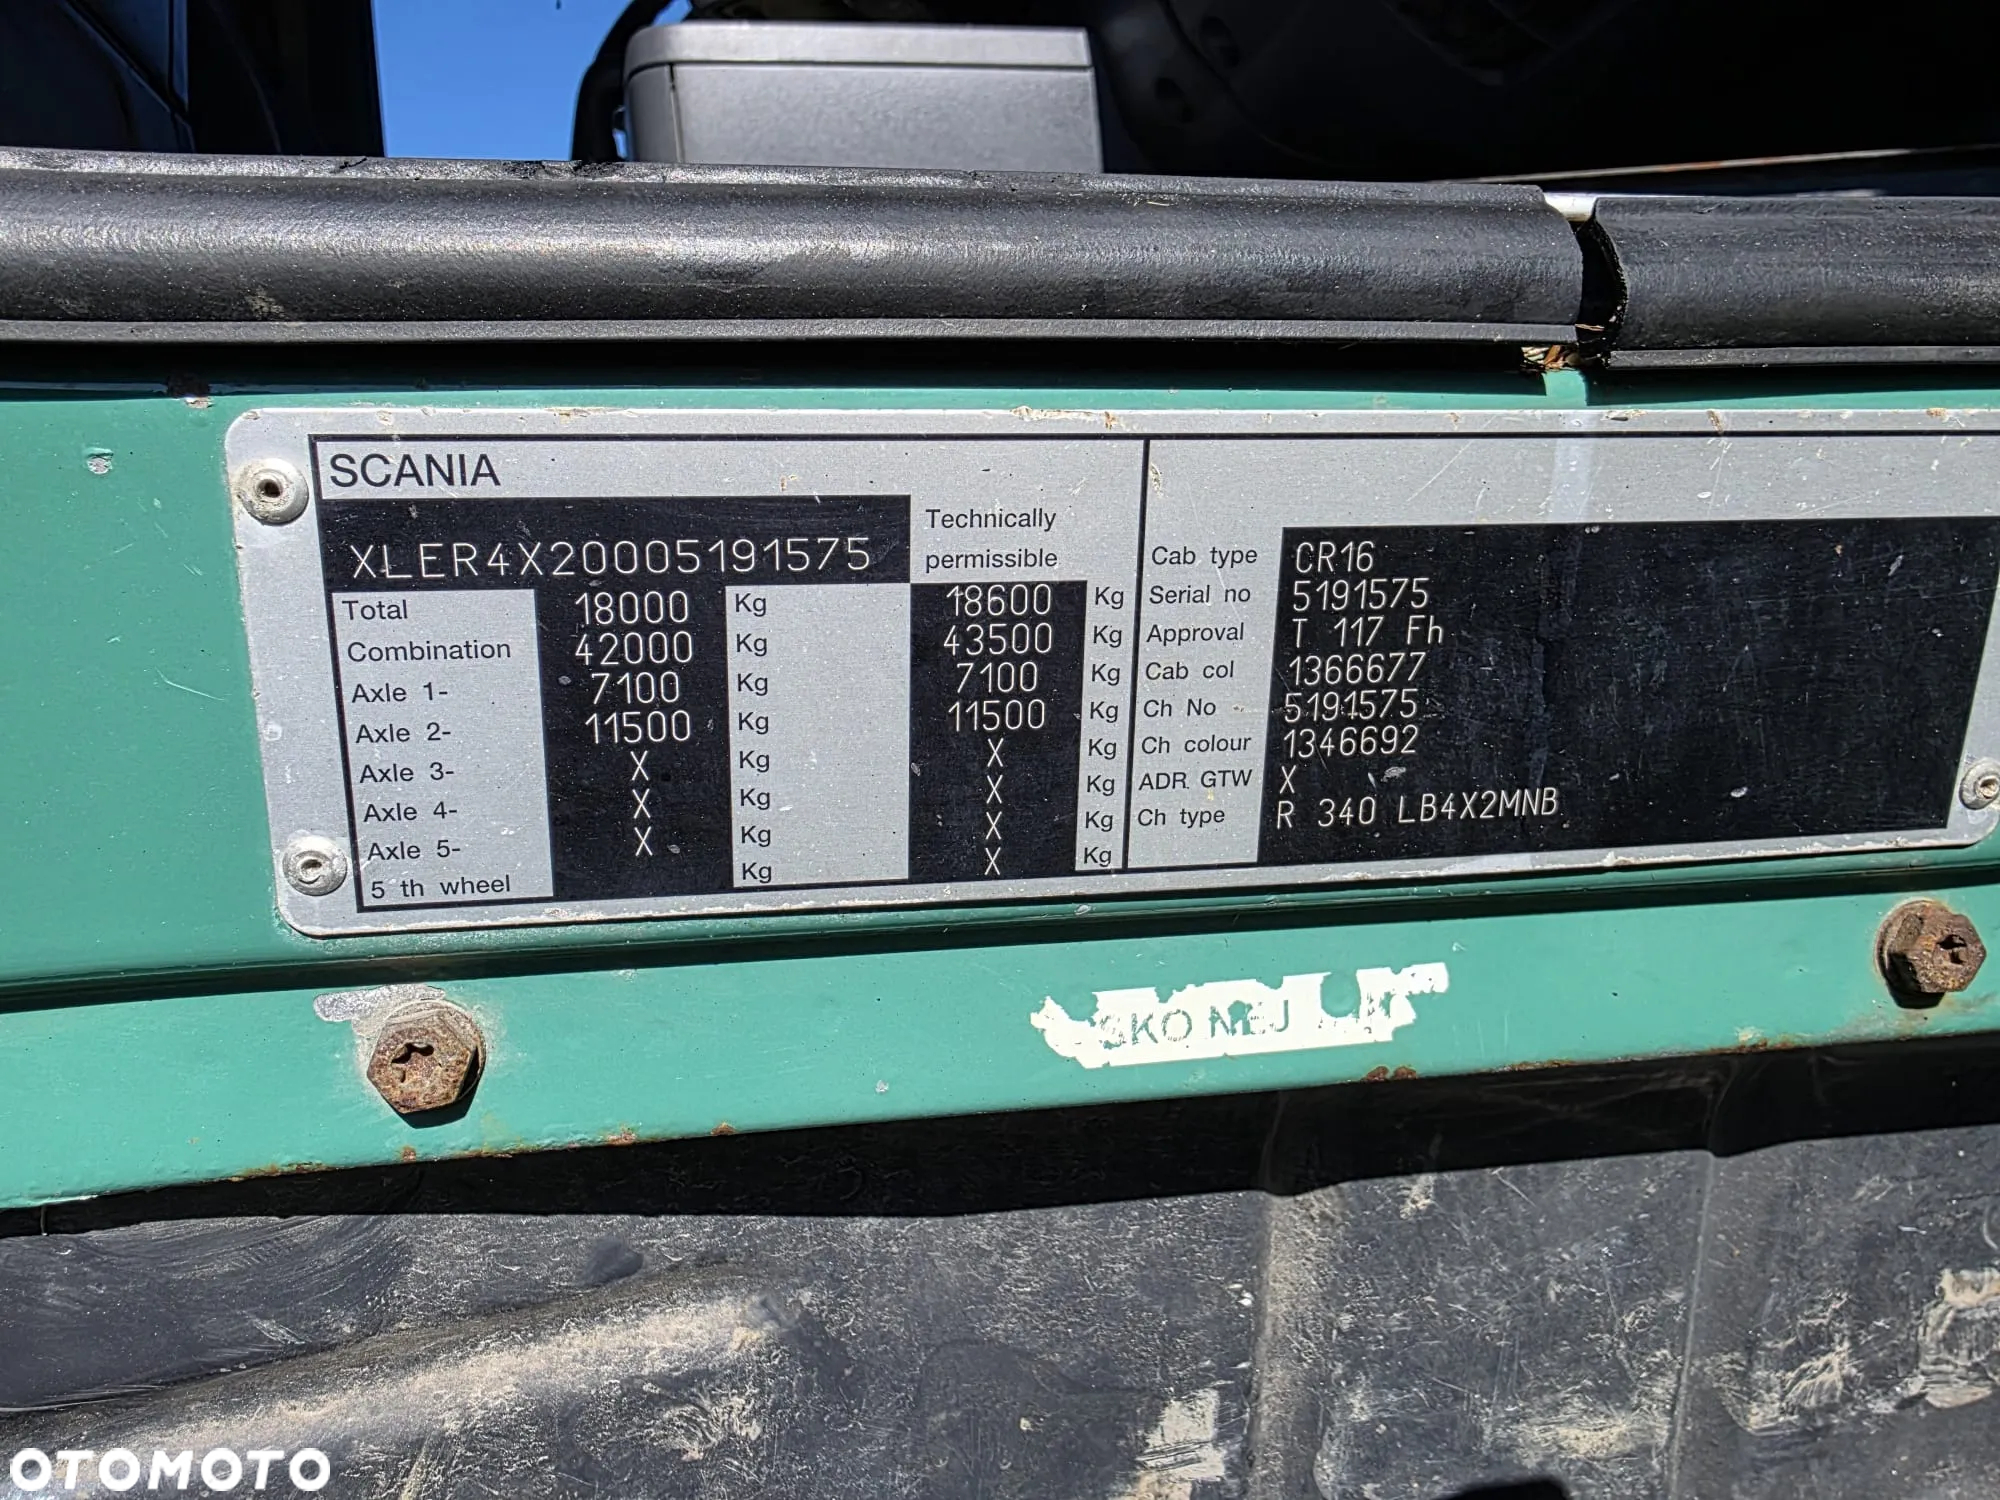 SCANIA
XLER4X20005191575
Technically
permissible
Total 18000 Kg 18600 Kg
Combination 42000 Kg 43500 Kg
Axle 1- 7100 Kg 7100 Kg
Axle 2- 11500 Kg 11500 Kg
Axle 3- X Kg X Kg
Axle 4- X Kg X Kg
Axle 5- X Kg X Kg
5 th wheel Kg X Kg
Cab type CR16
Serial no 5191575
Approval T 117 Fh
Cab col 1366677
Ch No 5191575
Ch colour 1346692
ADR GTW X
Ch type R 340 LB4X2MNB
SKO NEJ
OTOMOTO